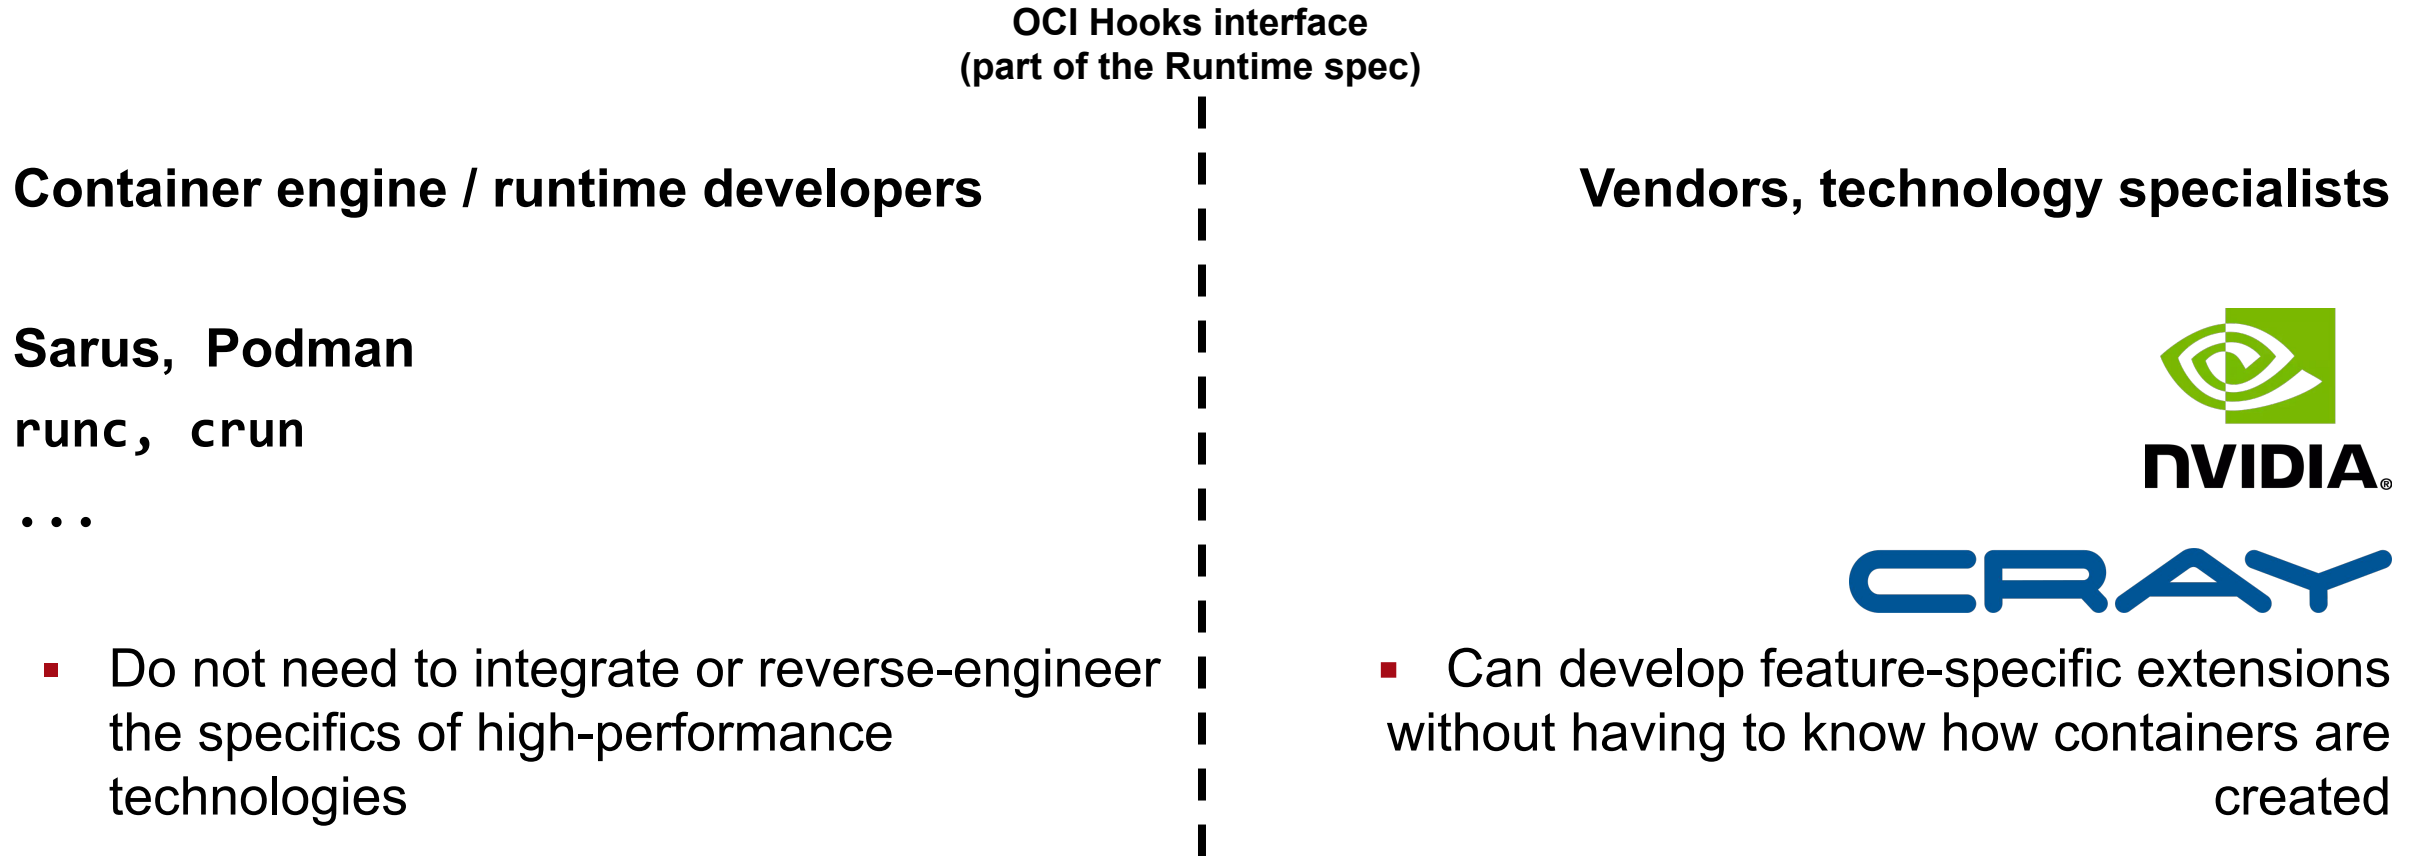 OCI Hooks interface
(part of the Runtime spec)
Container engine / runtime developers
Sarus, Podman
runc, crun
...
▪ Do not need to integrate or reverse-engineer
the specifics of high-performance
technologies
Vendors, technology specialists
NVIDIA®
CRAY
▪ Can develop feature-specific extensions
without having to know how containers are
created